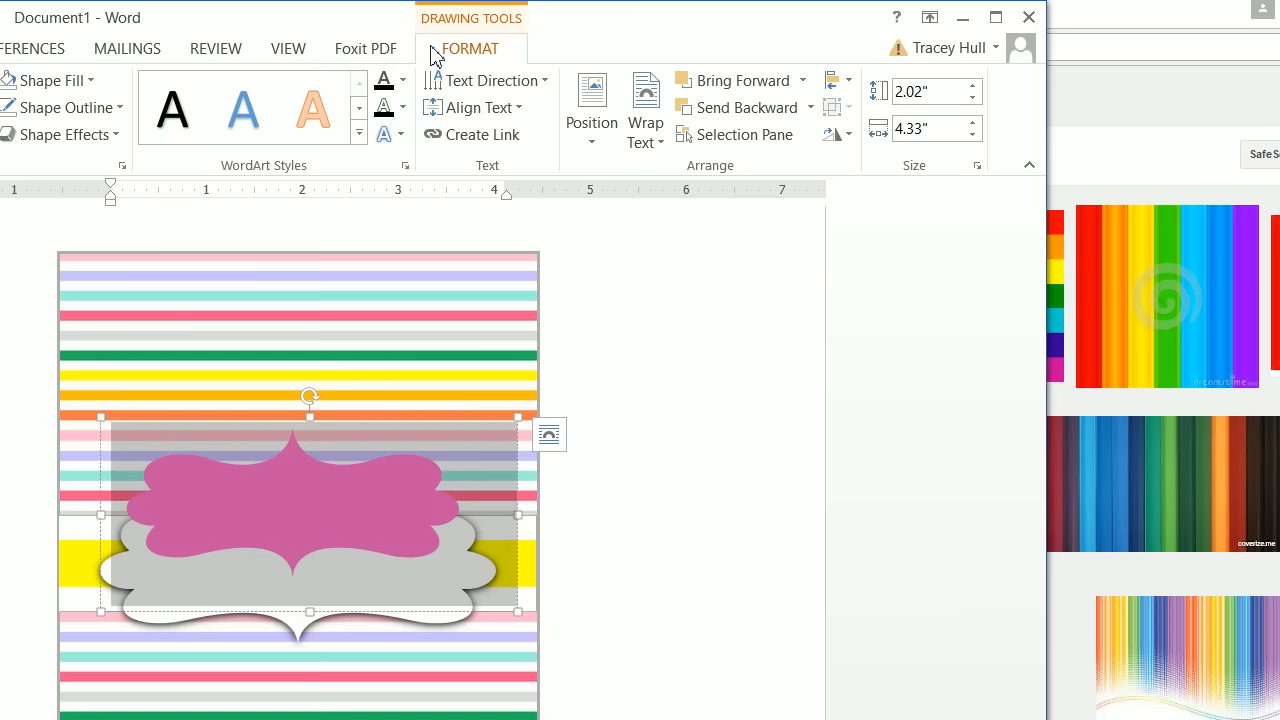 Document1 - Word
DRAWING TOOLS
?
FERENCES MAILINGS REVIEW VIEW Foxit PDF FORMAT Tracey Hull
Shape Fill
Shape Outline
Shape Effects
A A A
A
A
A
WordArt Styles
Text Direction
Align Text
Create Link
Text
Position
Wrap
Text
Bring Forward
Send Backward
Selection Pane
Arrange
2.02"
4.33"
Size
SafeS
1 1 2 3 4 5 6 7
dreamstime
coverize.me